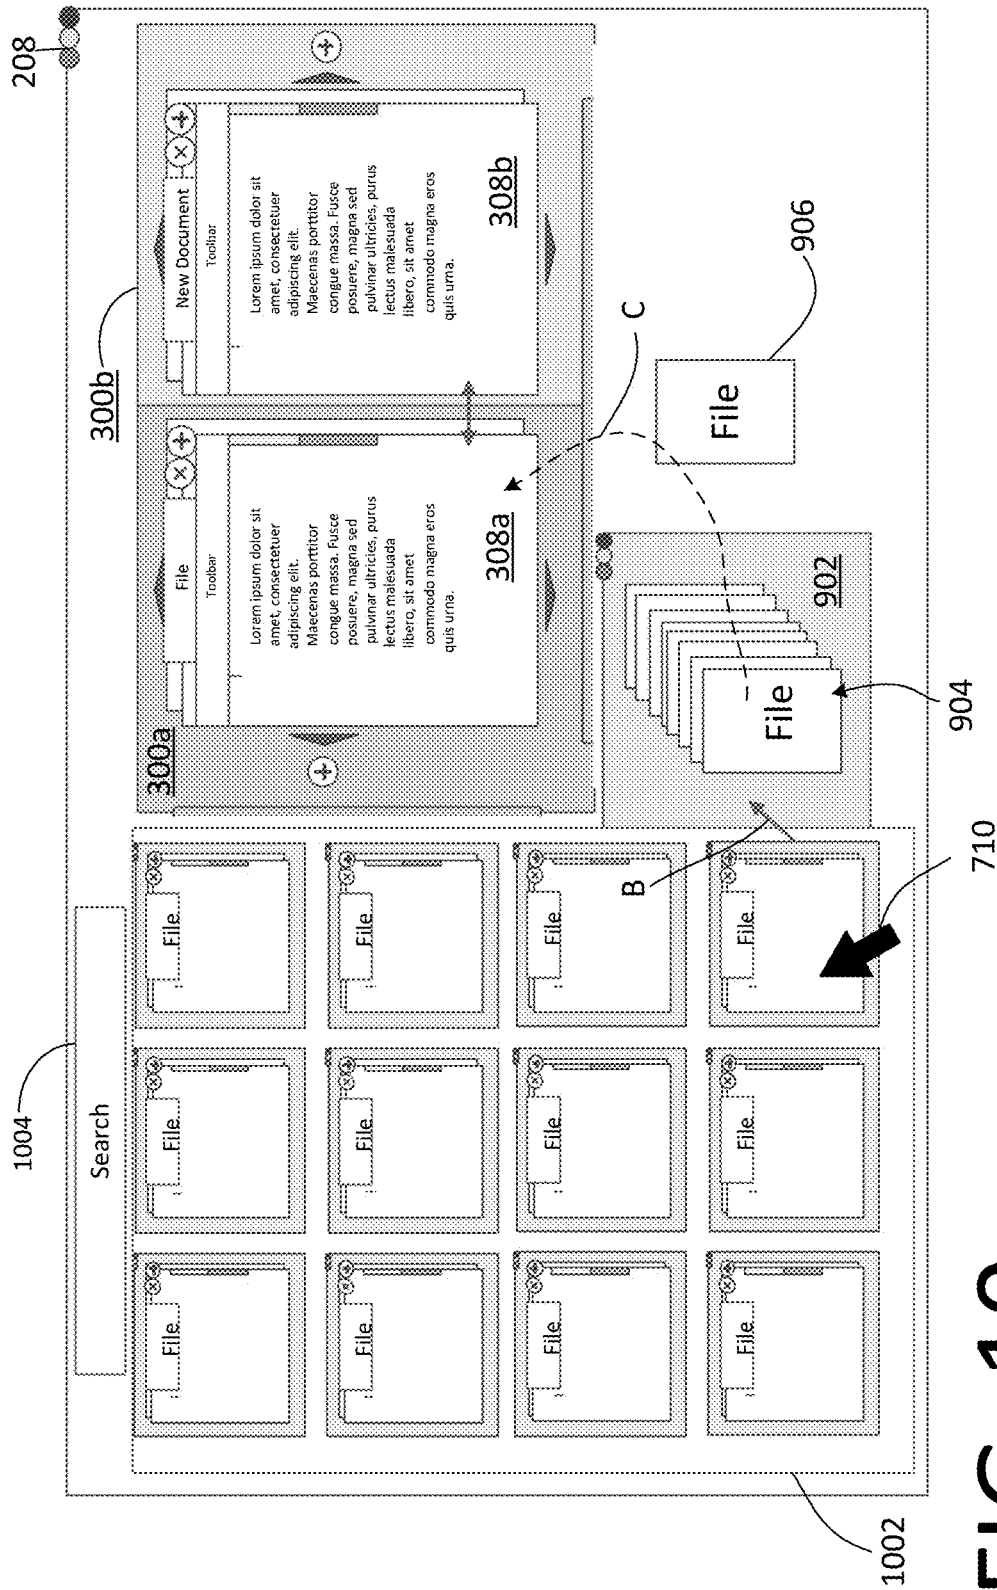 1004
208
Search
300b
300a
File
New Document
Toolbar
Toolbar
Lorem ipsum dolor sit
amet, consectetuer
adipiscing elit.
Maecenas porttitor
congue massa. Fusce
posuere, magna sed
pulvinar ultricies, purus
lectus malesuada
libero, sit amet
commodo magna eros
quis urna.
308a
Lorem ipsum dolor sit
amet, consectetuer
adipiscing elit.
Maecenas porttitor
congue massa. Fusce
posuere, magna sed
pulvinar ultricies, purus
lectus malesuada
libero, sit amet
commodo magna eros
quis urna.
308b
File
File
File
File
File
File
File
File
File
File
File
File
B
C
902
File
File
906
904
710
1002